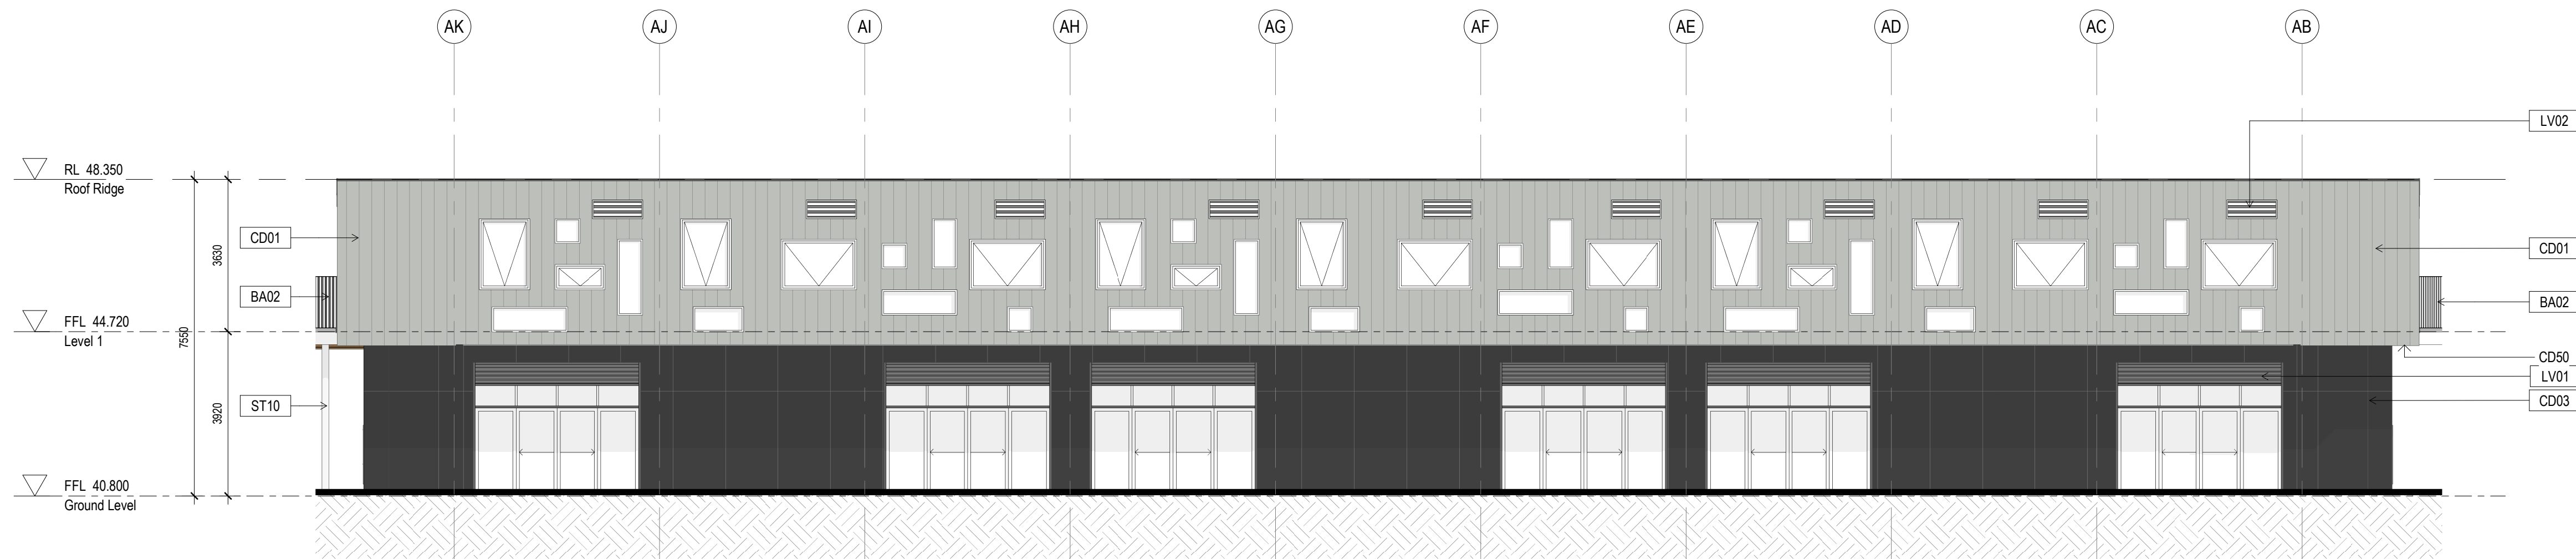 AK
AJ
AI
AH
AG
AF
AE
AD
AC
AB
LV02
RL 48.350
Roof Ridge
CD01
3630
CD01
BA02
BA02
FFL 44.720
Level 1
7550
CD50
LV01
ST10
3920
CD03
FFL 40.800
Ground Level